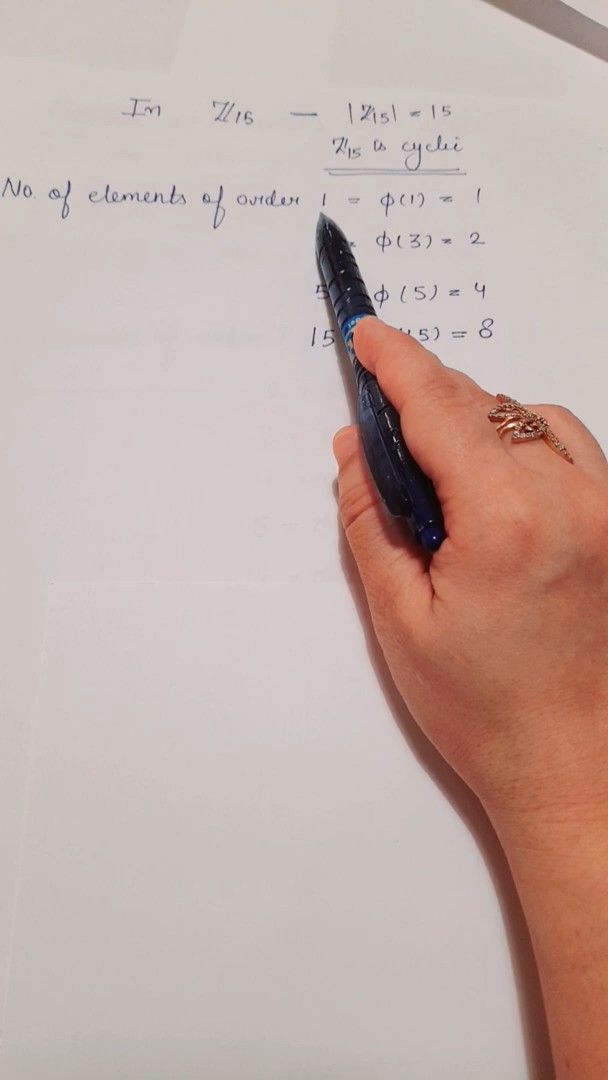 In ℤ15 — |ℤ15| = 15
ℤ15 is cyclic
No. of elements of order 1 = φ(1) = 1
= φ(3) = 2
5 φ(5) = 4
15 15) = 8